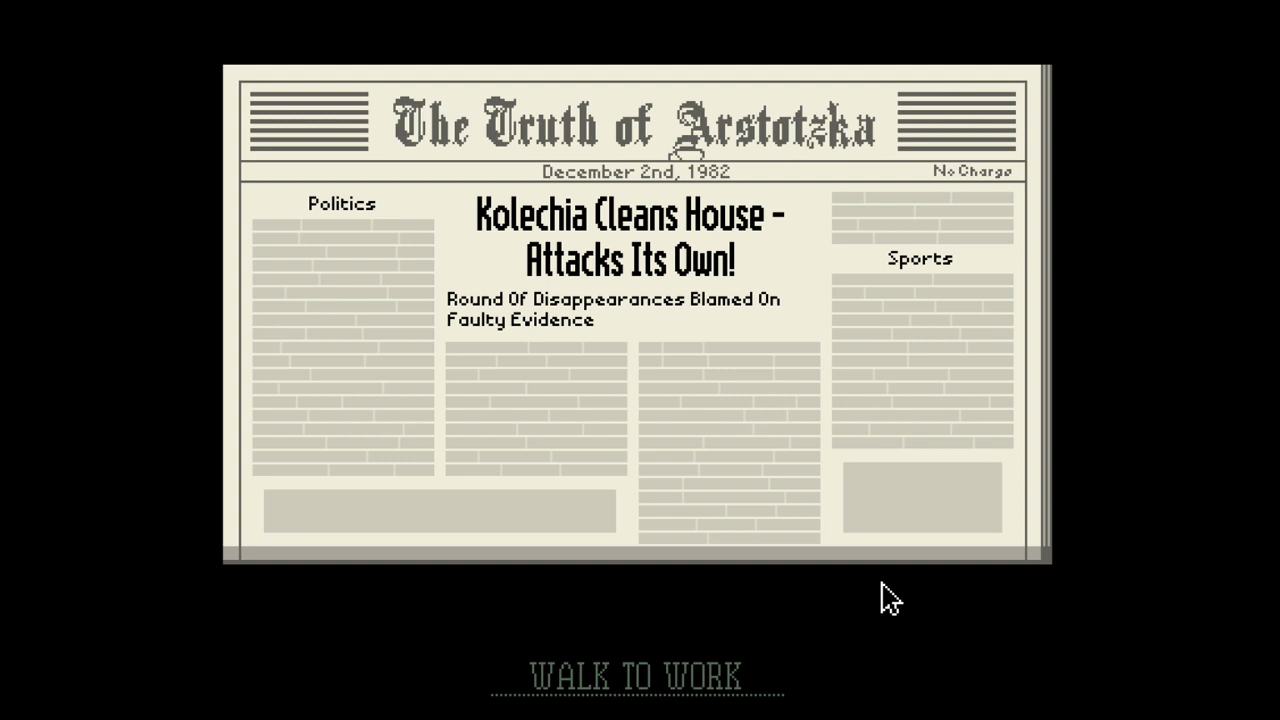 The Truth of Arstotzka
December 2nd, 1982
No Charge
Politics
Kolechia Cleans House -
Attacks Its Own!
Round Of Disappearances Blamed On
Faulty Evidence
Sports
WALK TO WORK